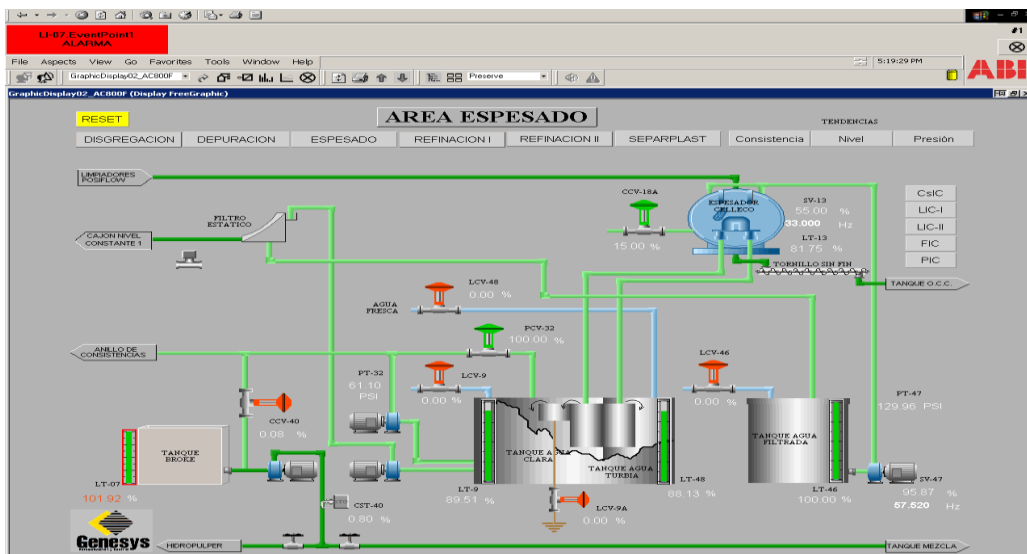 #1
LI-07.EventPoint1
ALARMA
File Aspects View Go Favorites Tools Window Help
5:19:29 PM
GraphicDisplay02_AC800F
Preserve
ABB
GraphicDisplay02_AC800F (Display FreeGraphic)
RESET
AREA ESPESADO
TENDENCIAS
DISGREGACION
DEPURACION
ESPESADO
REFINACION I
REFINACION II
SEPARPLAST
Consistencia
Nivel
Presión
LIMPIADORES
POSIFLOW
CCV-18A
15.00 %
ESPESADOR
CELLECO
SV-13
55.00 %
33.000 Hz
LT-13
81.75 %
CsIC
LIC-I
LIC-II
FIC
PIC
FILTRO
ESTATICO
CAJON NIVEL
CONSTANTE 1
TORNILLO SIN FIN
TANQUE O.C.C.
LCV-48
0.00 %
AGUA
FRESCA
PCV-32
100.00 %
ANILLO DE
CONSISTENCIAS
PT-32
61.10
PSI
LCV-9
0.00 %
LCV-46
0.00 %
PT-47
129.96 PSI
CCV-40
0.08 %
TANQUE
BROKE
TANQUE AGUA
CLARA
TANQUE AGUA
TURBIA
TANQUE AGUA
FILTRADA
LT-07
101.92 %
LT-9
89.51 %
LT-48
88.13 %
LT-46
100.00 %
SV-47
95.87 %
57.520 Hz
CST-40
0.80 %
LCV-9A
0.00 %
Genesys
HIDROPULPER
TANQUE MEZCLA